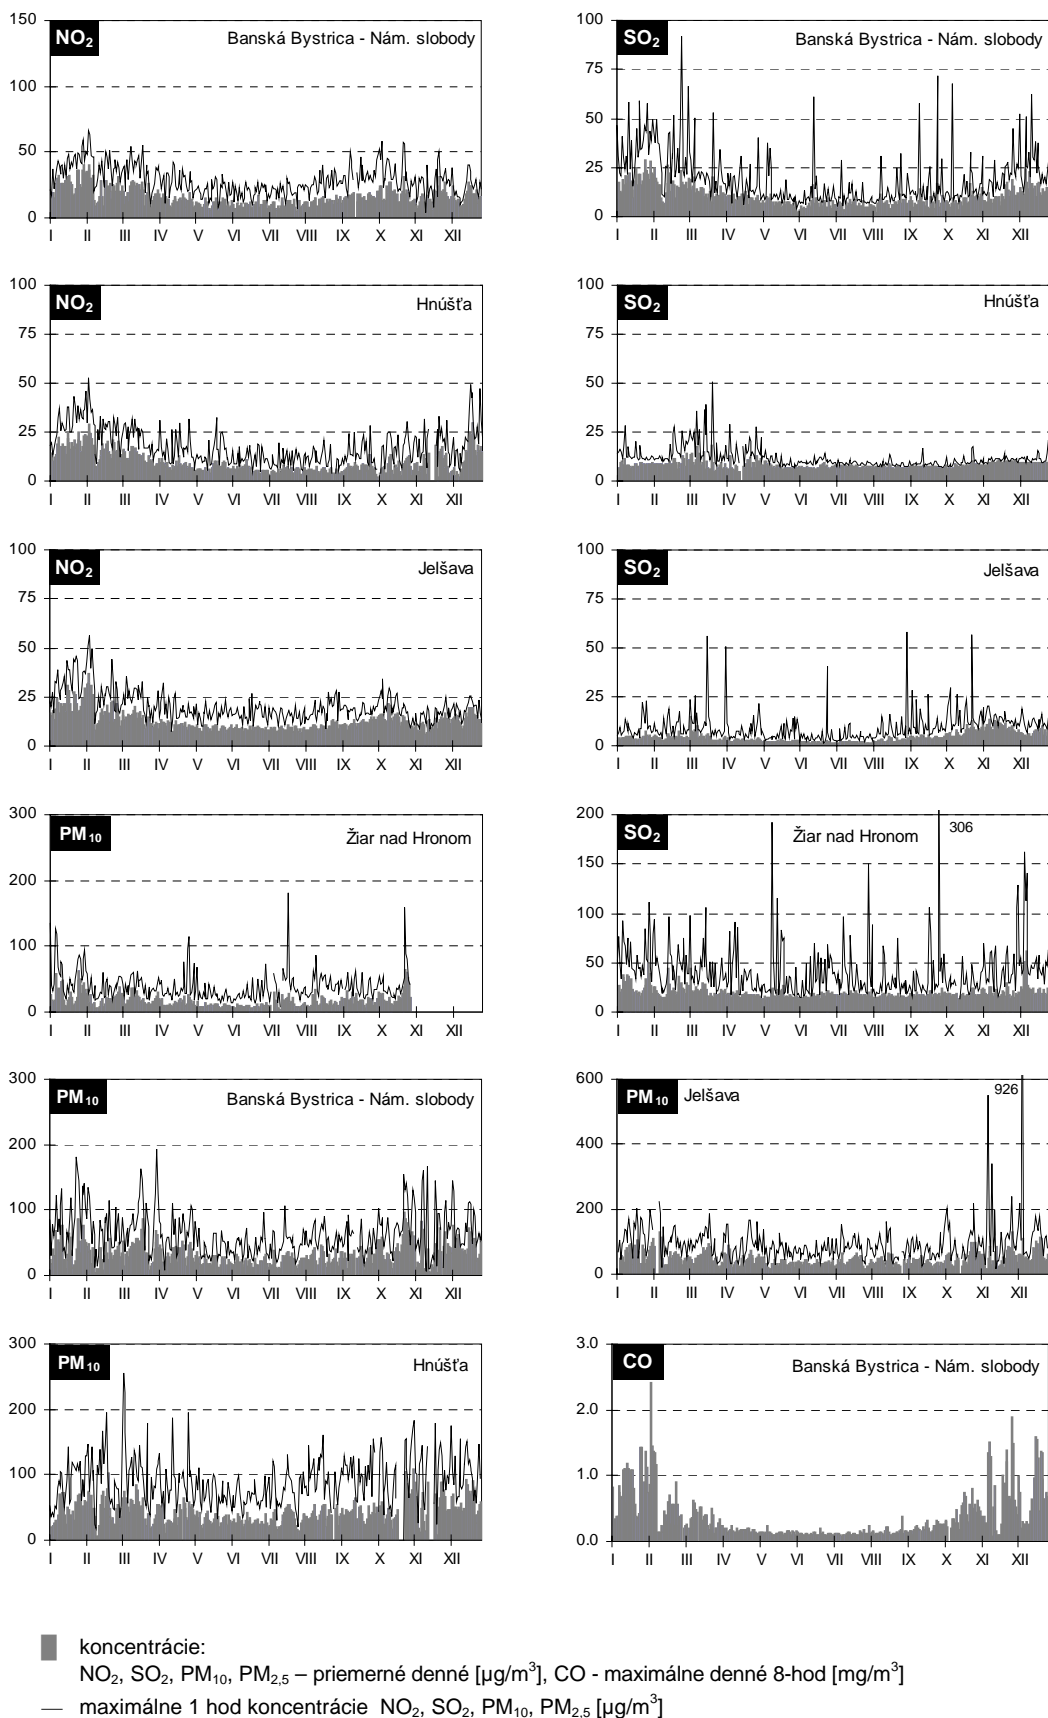 NO₂ Banská Bystrica - Nám. slobody
150
100
50
0
I II III IV V VI VII VIII IX X XI XII
SO₂ Banská Bystrica - Nám. slobody
100
75
50
25
0
I II III IV V VI VII VIII IX X XI XII
NO₂ Hnúšťa
100
75
50
25
0
I II III IV V VI VII VIII IX X XI XII
SO₂ Hnúšťa
100
75
50
25
0
I II III IV V VI VII VIII IX X XI XII
NO₂ Jelšava
100
75
50
25
0
I II III IV V VI VII VIII IX X XI XII
SO₂ Jelšava
100
75
50
25
0
I II III IV V VI VII VIII IX X XI XII
PM₁₀ Žiar nad Hronom
300
200
100
0
I II III IV V VI VII VIII IX X XI XII
SO₂ Žiar nad Hronom 306
200
150
100
50
0
I II III IV V VI VII VIII IX X XI XII
PM₁₀ Banská Bystrica - Nám. slobody
300
200
100
0
I II III IV V VI VII VIII IX X XI XII
PM₁₀ Jelšava 926
600
400
200
0
I II III IV V VI VII VIII IX X XI XII
PM₁₀ Hnúšťa
300
200
100
0
I II III IV V VI VII VIII IX X XI XII
CO Banská Bystrica - Nám. slobody
3.0
2.0
1.0
0.0
I II III IV V VI VII VIII IX X XI XII
koncentrácie:
NO₂, SO₂, PM₁₀, PM₂,₅ – priemerné denné [µg/m³], CO - maximálne denné 8-hod [mg/m³]
maximálne 1 hod koncentrácie NO₂, SO₂, PM₁₀, PM₂,₅ [µg/m³]